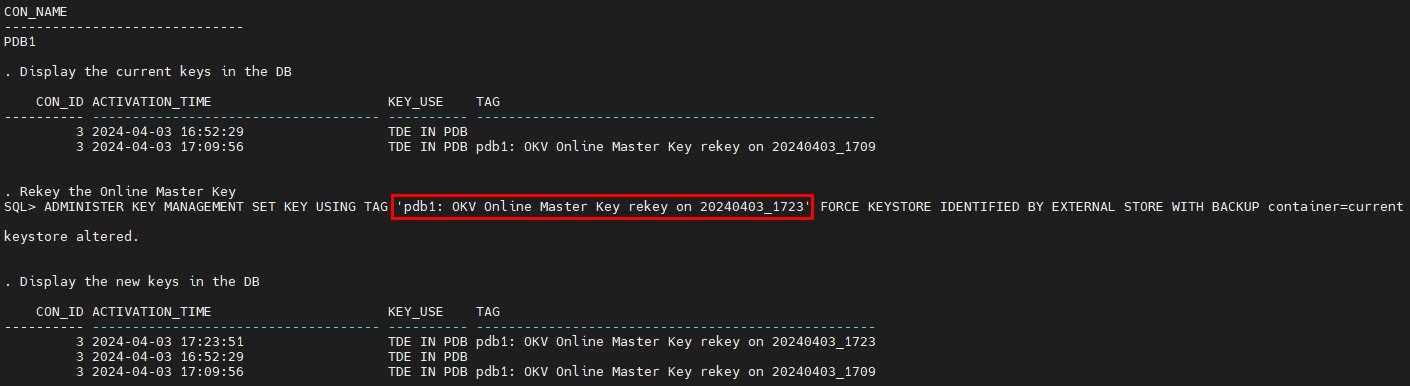 CON_NAME
------------------------------
PDB1
. Display the current keys in the DB
    CON_ID ACTIVATION_TIME                      KEY_USE    TAG
---------- ------------------------------------ ---------- --------------------------------------------------
         3 2024-04-03 16:52:29                  TDE IN PDB
         3 2024-04-03 17:09:56                  TDE IN PDB pdb1: OKV Online Master Key rekey on 20240403_1709
. Rekey the Online Master Key
SQL> ADMINISTER KEY MANAGEMENT SET KEY USING TAG 'pdb1: OKV Online Master Key rekey on 20240403_1723' FORCE KEYSTORE IDENTIFIED BY EXTERNAL STORE WITH BACKUP container=current
keystore altered.
. Display the new keys in the DB
    CON_ID ACTIVATION_TIME                      KEY_USE    TAG
---------- ------------------------------------ ---------- --------------------------------------------------
         3 2024-04-03 17:23:51                  TDE IN PDB pdb1: OKV Online Master Key rekey on 20240403_1723
         3 2024-04-03 16:52:29                  TDE IN PDB
         3 2024-04-03 17:09:56                  TDE IN PDB pdb1: OKV Online Master Key rekey on 20240403_1709